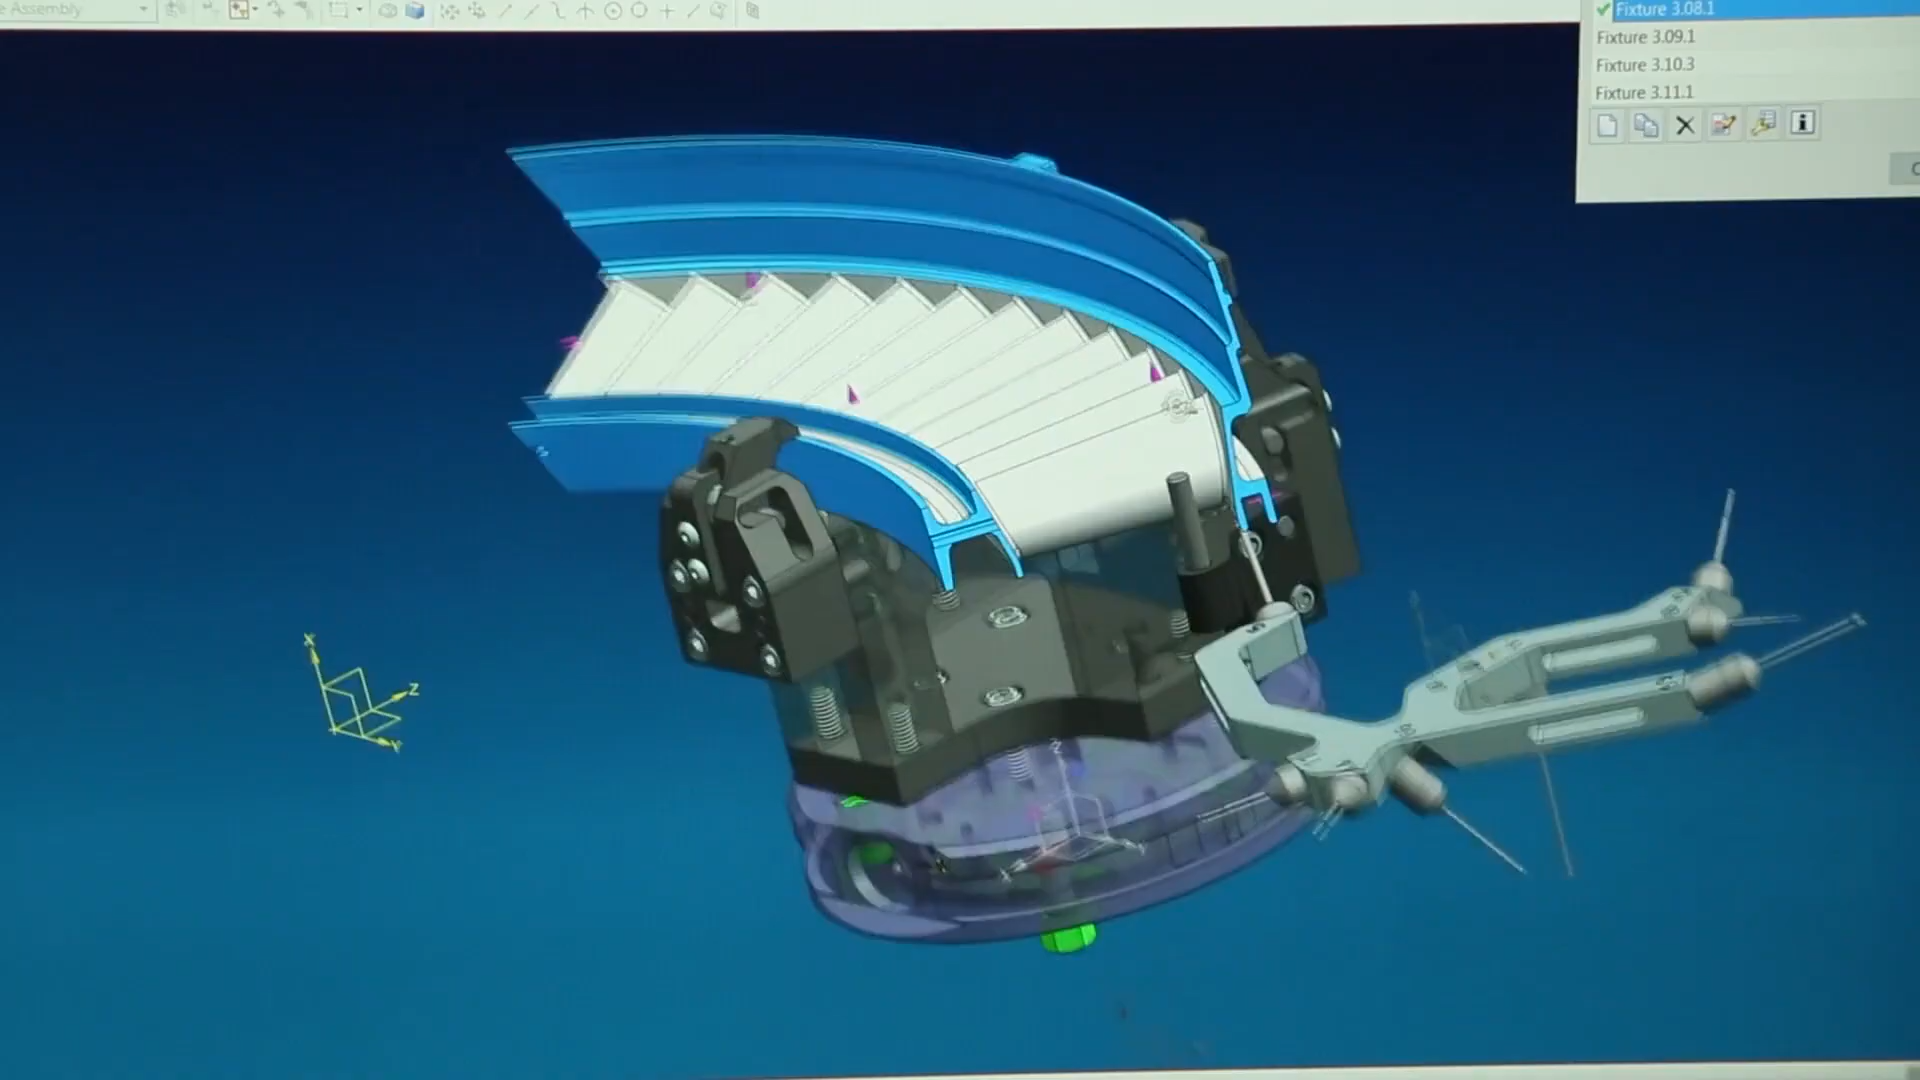 e Assembly
Fixture 3.08.1
Fixture 3.09.1
Fixture 3.10.3
Fixture 3.11.1
X
Z
Y
Z